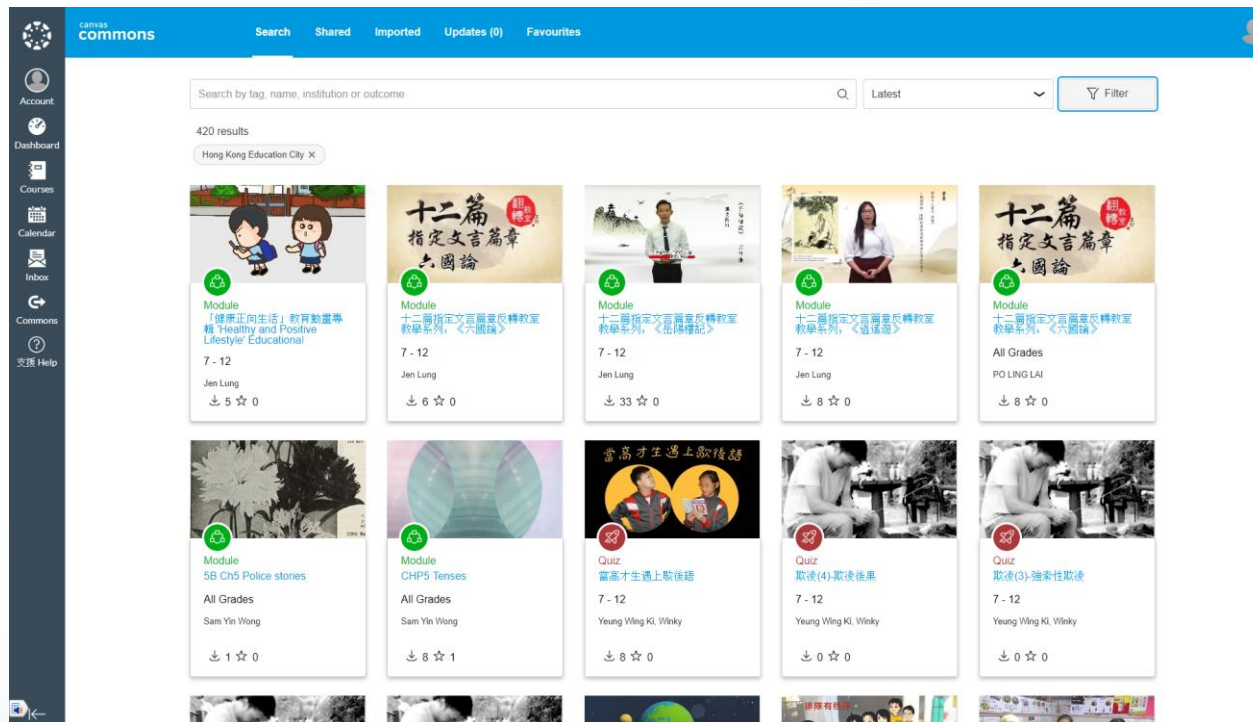 canvas
commons
Search
Shared
Imported
Updates (0)
Favourites
Account
Dashboard
Courses
Calendar
Inbox
Commons
支援 Help
Search by tag, name, institution or outcome
Latest
Filter
420 results
Hong Kong Education City ×
Module
「健康正向生活」教育動畫專
輯 'Healthy and Positive
Lifestyle' Educational
7 - 12
Jen Lung
5 0
十二篇
翻轉教室
指定文言篇章
六國論
Module
十二篇指定文言篇章反轉教室
教學系列，《六國論》
7 - 12
Jen Lung
6 0
Module
十二篇指定文言篇章反轉教室
教學系列，《岳陽樓記》
7 - 12
Jen Lung
33 0
Module
十二篇指定文言篇章反轉教室
教學系列，《逍遙遊》
7 - 12
Jen Lung
8 0
十二篇
翻轉教室
指定文言篇章
六國論
Module
十二篇指定文言篇章反轉教室
教學系列，《六國論》
All Grades
PO LING LAI
8 0
Module
5B Ch5 Police stories
All Grades
Sam Yin Wong
1 0
Module
CHP5 Tenses
All Grades
Sam Yin Wong
8 1
當高才生遇上歇後語
Quiz
當高才生遇上歇後語
7 - 12
Yeung Wing Ki, Winky
8 0
Quiz
欺凌(4)-欺凌後果
7 - 12
Yeung Wing Ki, Winky
0 0
Quiz
欺凌(3)-強索性欺凌
7 - 12
Yeung Wing Ki, Winky
0 0
排隊有秩序